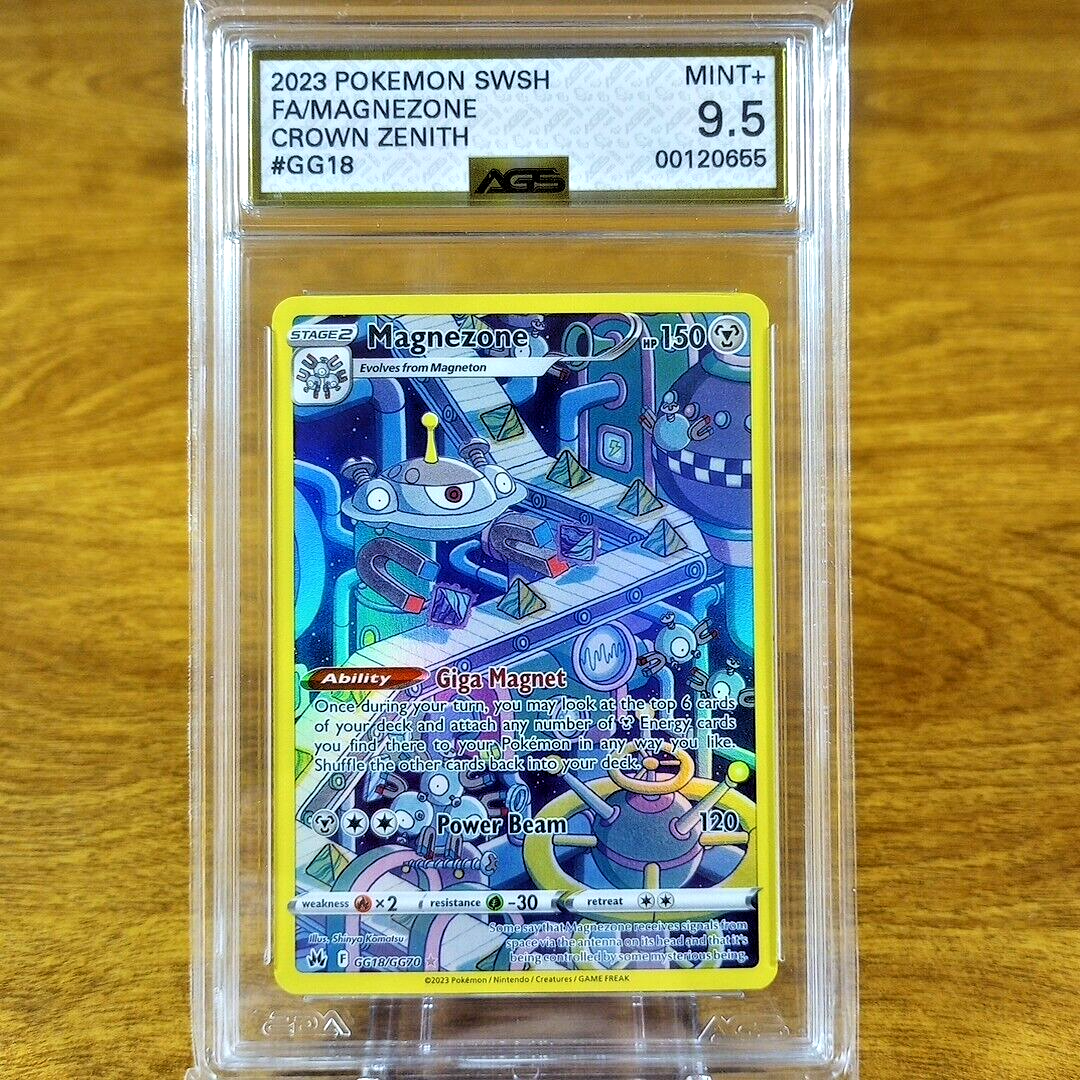 2023 POKEMON SWSH MINT+
FA/MAGNEZONE
CROWN ZENITH 9.5
#GG18 00120655
AGS
STAGE2 Magnezone HP 150
Evolves from Magneton
Ability Giga Magnet
Once during your turn, you may look at the top 6 cards
of your deck and attach any number of Energy cards
you find there to your Pokémon in any way you like.
Shuffle the other cards back into your deck.
Power Beam 120
weakness ×2 resistance -30 retreat
Some say that Magnezone receives signals from
space via the antenna on its head and that it's
being controlled by some mysterious being.
Illus. Shinya Komatsu
F GG18/GG70
©2023 Pokémon / Nintendo / Creatures / GAME FREAK
AGS AGS